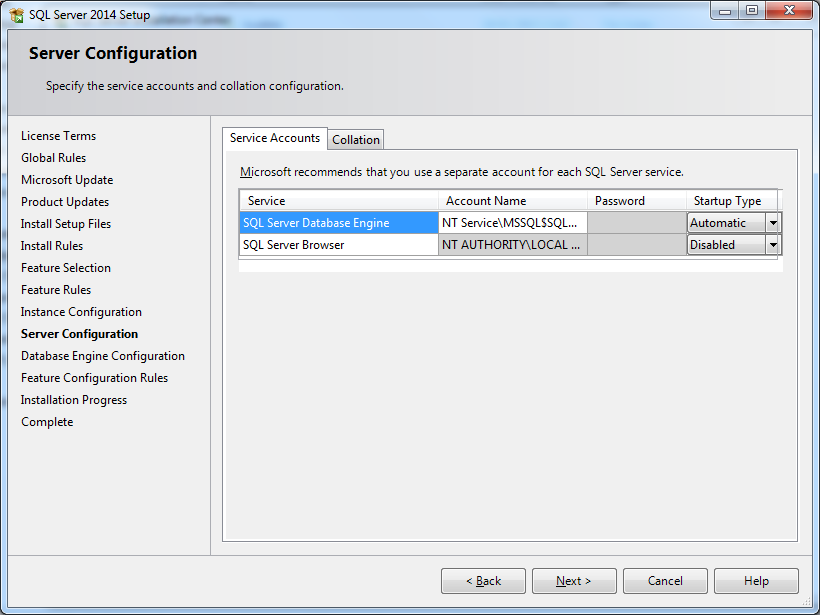 SQL Server 2014 Setup
Server Configuration
Specify the service accounts and collation configuration.
License Terms
Global Rules
Microsoft Update
Product Updates
Install Setup Files
Install Rules
Feature Selection
Feature Rules
Instance Configuration
Server Configuration
Database Engine Configuration
Feature Configuration Rules
Installation Progress
Complete
Service Accounts Collation
Microsoft recommends that you use a separate account for each SQL Server service.
Service Account Name Password Startup Type
SQL Server Database Engine NT Service\MSSQL$SQL... Automatic
SQL Server Browser NT AUTHORITY\LOCAL ... Disabled
< Back Next > Cancel Help